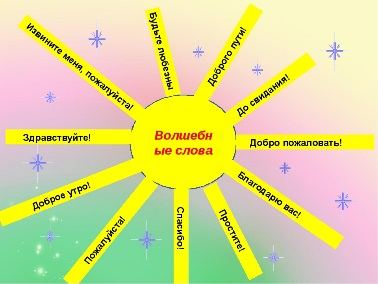 Волшебн
ые слова
Будьте любезны
Доброго пути!
До свидания!
Добро пожаловать!
Благодарю вас!
Простите!
Спасибо!
Пожалуйста!
Доброе утро!
Здравствуйте!
Извините меня, пожалуйста!